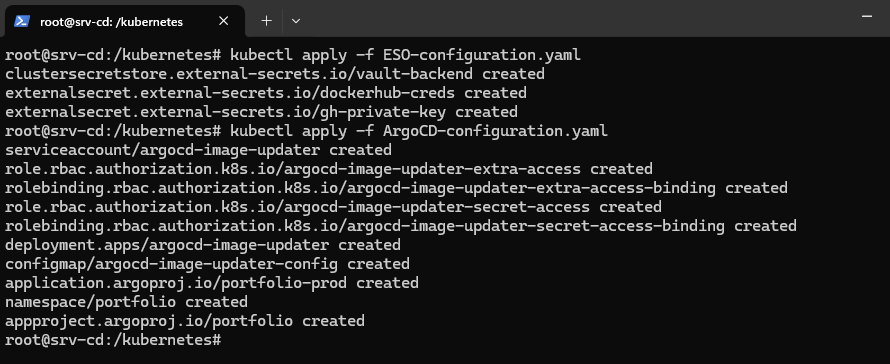 root@srv-cd: /kubernetes
root@srv-cd:/kubernetes# kubectl apply -f ESO-configuration.yaml
clustersecretstore.external-secrets.io/vault-backend created
externalsecret.external-secrets.io/dockerhub-creds created
externalsecret.external-secrets.io/gh-private-key created
root@srv-cd:/kubernetes# kubectl apply -f ArgoCD-configuration.yaml
serviceaccount/argocd-image-updater created
role.rbac.authorization.k8s.io/argocd-image-updater-extra-access created
rolebinding.rbac.authorization.k8s.io/argocd-image-updater-extra-access-binding created
role.rbac.authorization.k8s.io/argocd-image-updater-secret-access created
rolebinding.rbac.authorization.k8s.io/argocd-image-updater-secret-access-binding created
deployment.apps/argocd-image-updater created
configmap/argocd-image-updater-config created
application.argoproj.io/portfolio-prod created
namespace/portfolio created
appproject.argoproj.io/portfolio created
root@srv-cd:/kubernetes#